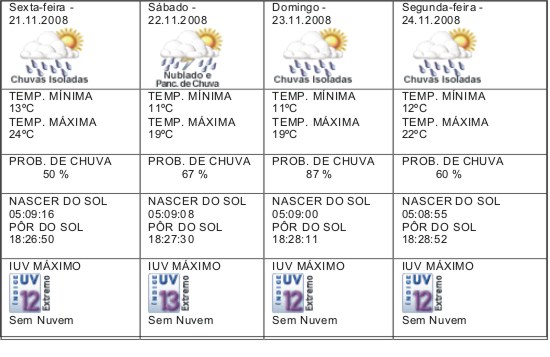 Sexta-feira -
21.11.2008
Chuvas Isoladas
Sábado -
22.11.2008
Nublado e
Panc. de Chuva
Domingo -
23.11.2008
Chuvas Isoladas
Segunda-feira -
24.11.2008
Chuvas Isoladas
TEMP. MÍNIMA
13ºC
TEMP. MÁXIMA
24ºC
TEMP. MÍNIMA
11ºC
TEMP. MÁXIMA
19ºC
TEMP. MÍNIMA
11ºC
TEMP. MÁXIMA
19ºC
TEMP. MÍNIMA
12ºC
TEMP. MÁXIMA
22ºC
PROB. DE CHUVA
50 %
PROB. DE CHUVA
67 %
PROB. DE CHUVA
87 %
PROB. DE CHUVA
60 %
NASCER DO SOL
05:09:16
PÔR DO SOL
18:26:50
NASCER DO SOL
05:09:08
PÔR DO SOL
18:27:30
NASCER DO SOL
05:09:00
PÔR DO SOL
18:28:11
NASCER DO SOL
05:08:55
PÔR DO SOL
18:28:52
IUV MÁXIMO
ÍNDICE
UV
12
Extremo
Sem Nuvem
IUV MÁXIMO
ÍNDICE
UV
13
Extremo
Sem Nuvem
IUV MÁXIMO
ÍNDICE
UV
12
Extremo
Sem Nuvem
IUV MÁXIMO
ÍNDICE
UV
12
Extremo
Sem Nuvem